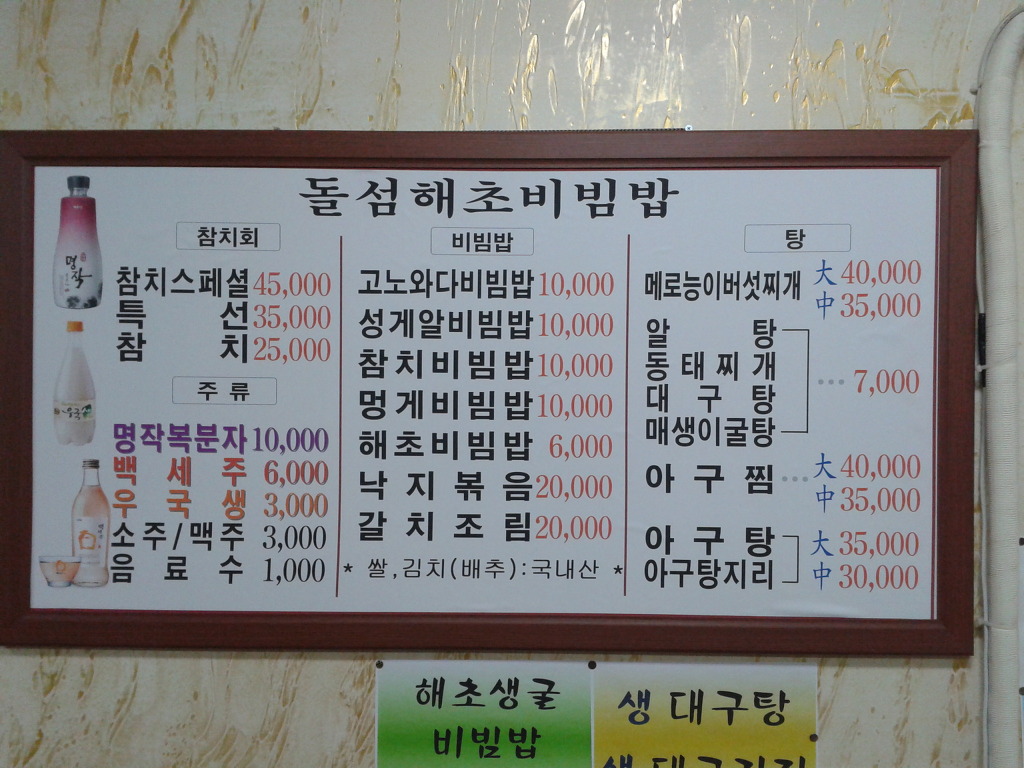 돌섬해초비빔밥
참치회
참치스페셜 45,000
특 선 35,000
참 치 25,000
주 류
명작복분자 10,000
백 세 주 6,000
우 국 생 3,000
소주/맥주 3,000
음 료 수 1,000
비빔밥
고노와다비빔밥 10,000
성게알비빔밥 10,000
참치비빔밥 10,000
멍게비빔밥 10,000
해초비빔밥 6,000
낙지볶음 20,000
갈치조림 20,000
* 쌀,김치(배추):국내산 *
탕
메로능이버섯찌개 大 40,000
中 35,000
알 탕
동태찌개
대 구 탕
매생이굴탕
··· 7,000
아 구 찜 ··· 大 40,000
中 35,000
아 구 탕 大 35,000
아구탕지리 中 30,000
명작
우국생
해초생굴
비빔밥
생 대구탕